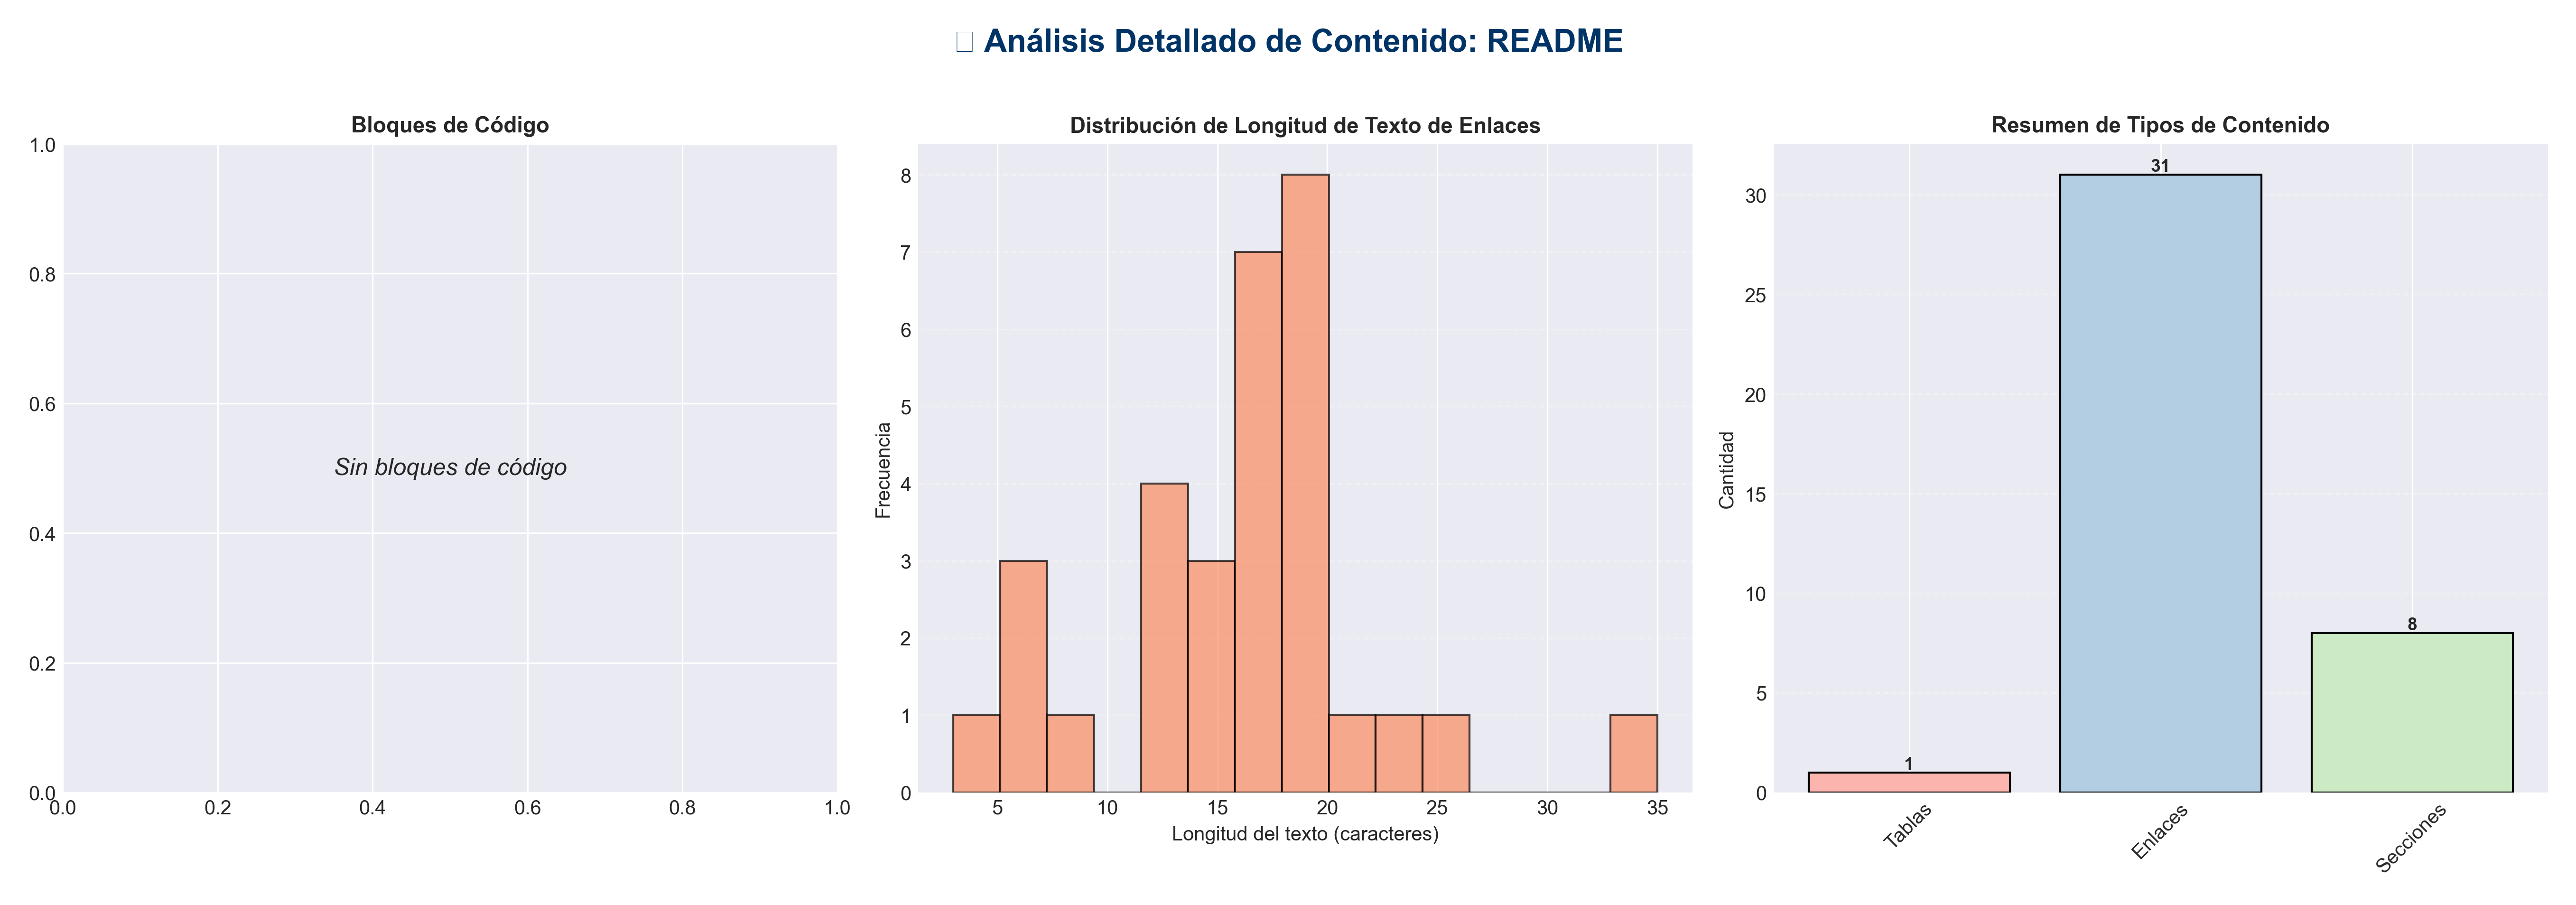 Análisis Detallado de Contenido: README
Bloques de Código
1.0
0.8
0.6
0.4
0.2
0.0
Sin bloques de código
0.0 0.2 0.4 0.6 0.8 1.0
Distribución de Longitud de Texto de Enlaces
Frecuencia
8
7
6
5
4
3
2
1
0
5 10 15 20 25 30 35
Longitud del texto (caracteres)
Resumen de Tipos de Contenido
Cantidad
30
25
20
15
10
5
0
1
31
8
Tablas
Enlaces
Secciones